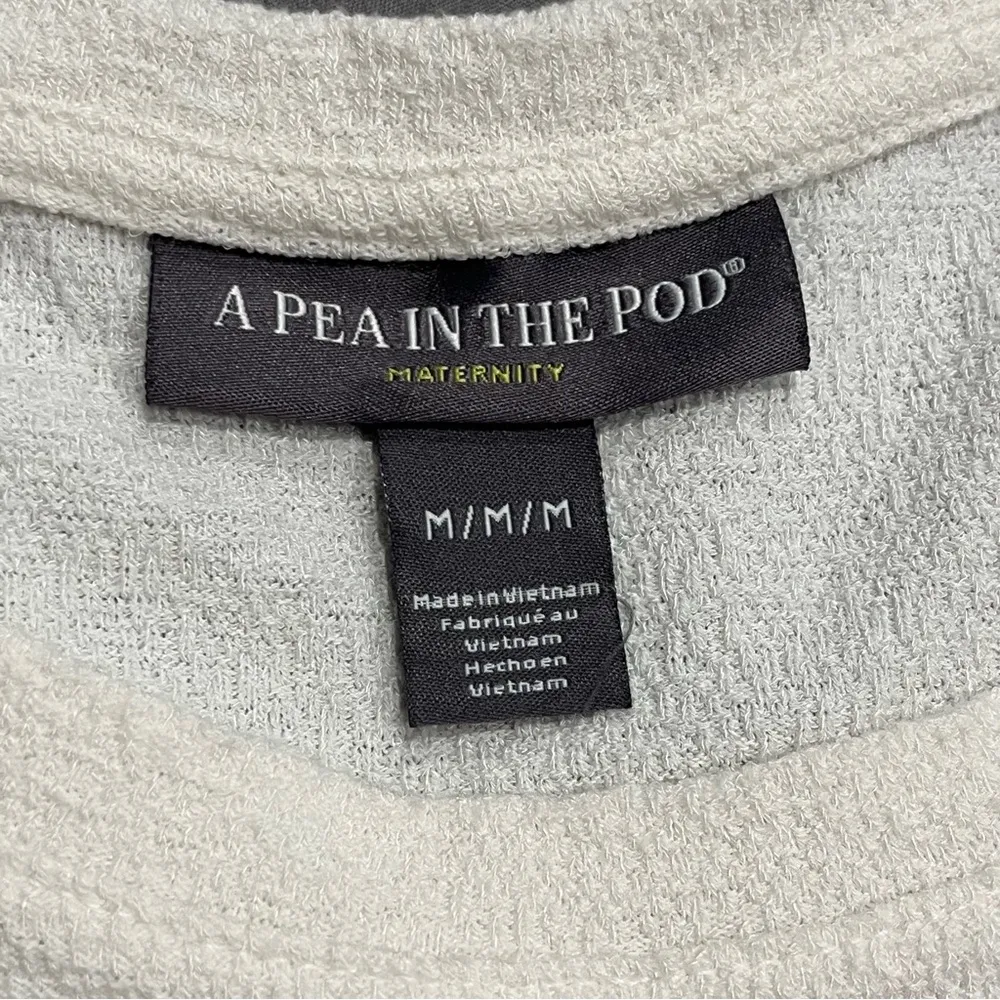 A PEA IN THE POD®
MATERNITY
M/M/M
Made in Vietnam
Fabriqué au
Vietnam
Hecho en
Vietnam